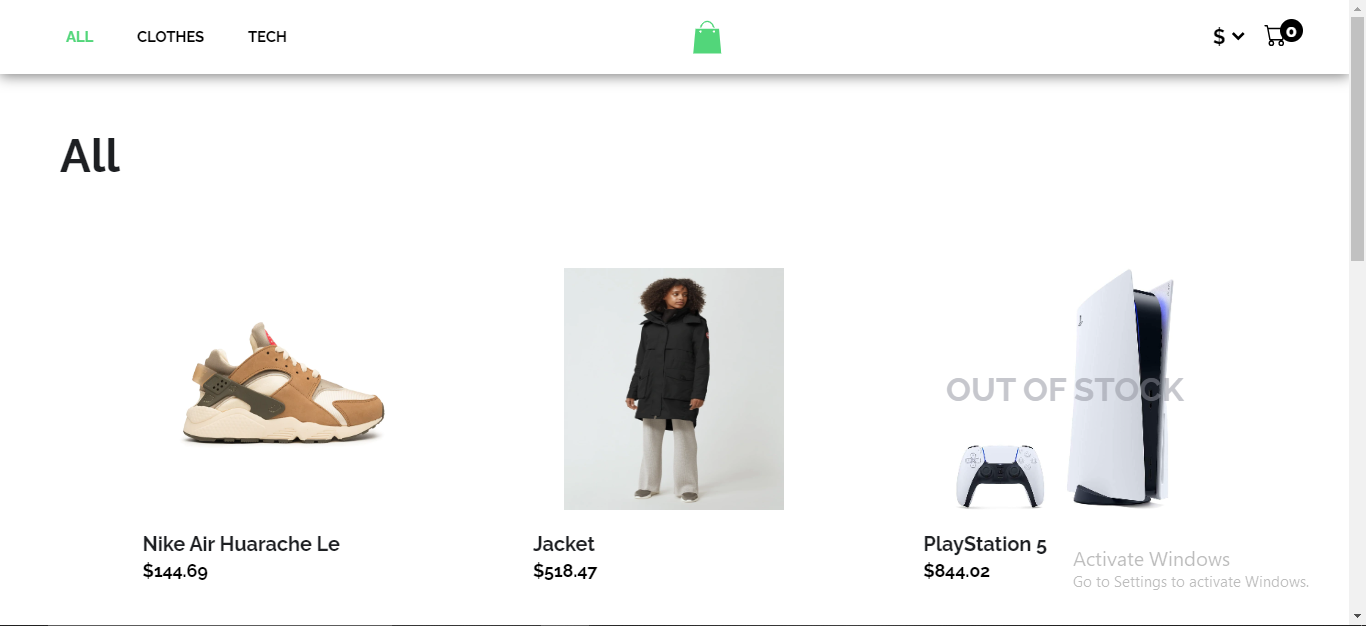 ALL CLOTHES TECH $ 0
All
OUT OF STOCK
Nike Air Huarache Le
$144.69
Jacket
$518.47
PlayStation 5
$844.02
Activate Windows
Go to Settings to activate Windows.